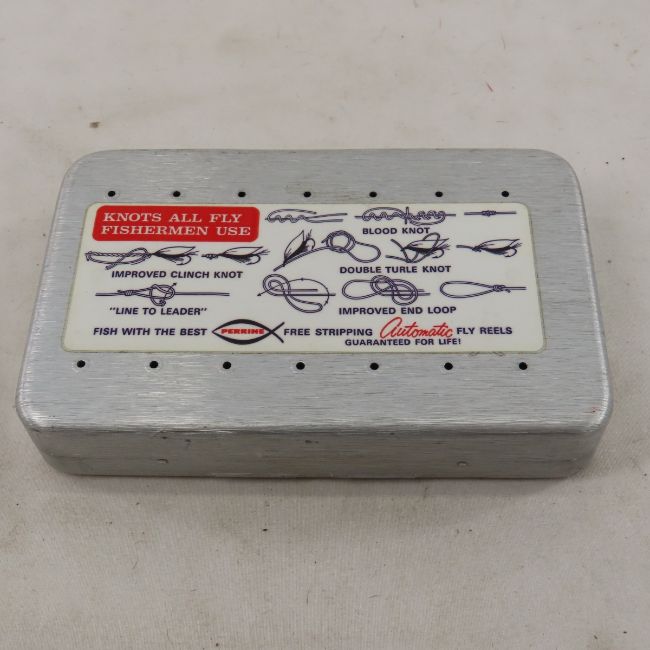 KNOTS ALL FLY
FISHERMEN USE
BLOOD KNOT
IMPROVED CLINCH KNOT
DOUBLE TURLE KNOT
"LINE TO LEADER"
IMPROVED END LOOP
FISH WITH THE BEST PERRINE FREE STRIPPING Automatic FLY REELS
GUARANTEED FOR LIFE!